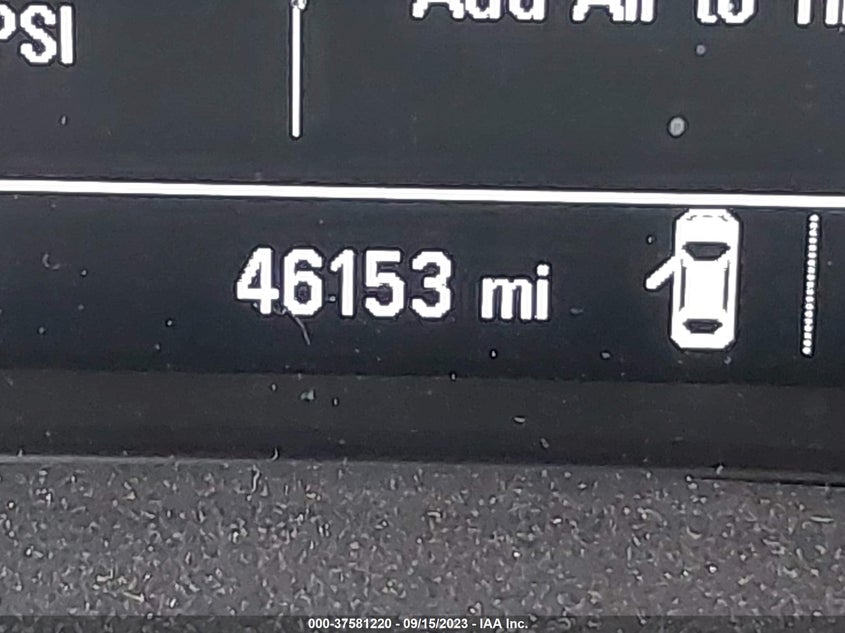 PSI
Add Air to
46153 mi
000-37581220 - 09/15/2023 - IAA Inc.